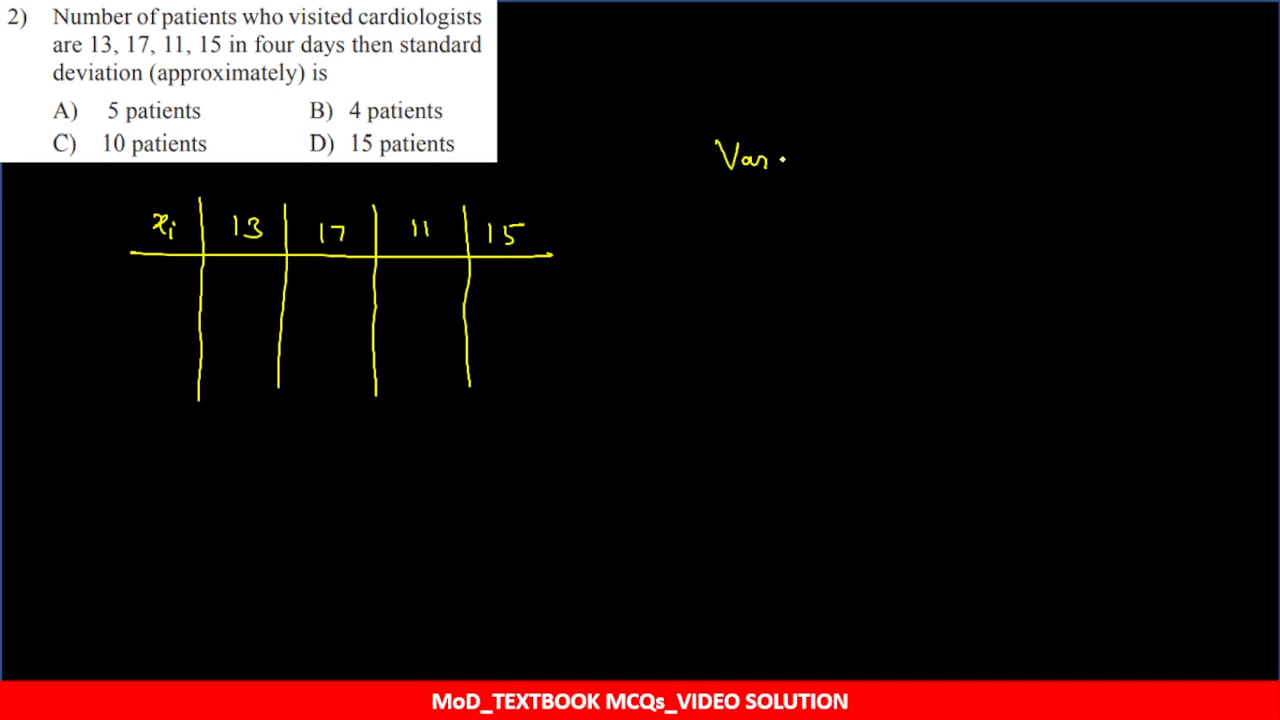 2) Number of patients who visited cardiologists
are 13, 17, 11, 15 in four days then standard
deviation (approximately) is
A) 5 patients B) 4 patients
C) 10 patients D) 15 patients
Var
xi 13 17 11 15
MoD_TEXTBOOK MCQs_VIDEO SOLUTION